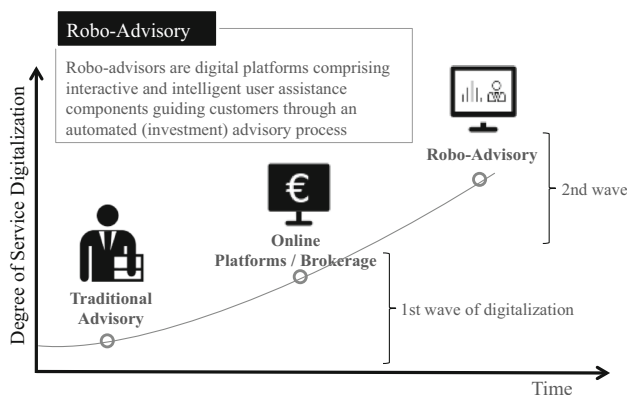 Robo-Advisory
Robo-advisors are digital platforms comprising
interactive and intelligent user assistance
components guiding customers through an
automated (investment) advisory process
Degree of Service Digitalization
Robo-Advisory
2nd wave
€
Online
Platforms / Brokerage
Traditional
Advisory
1st wave of digitalization
Time